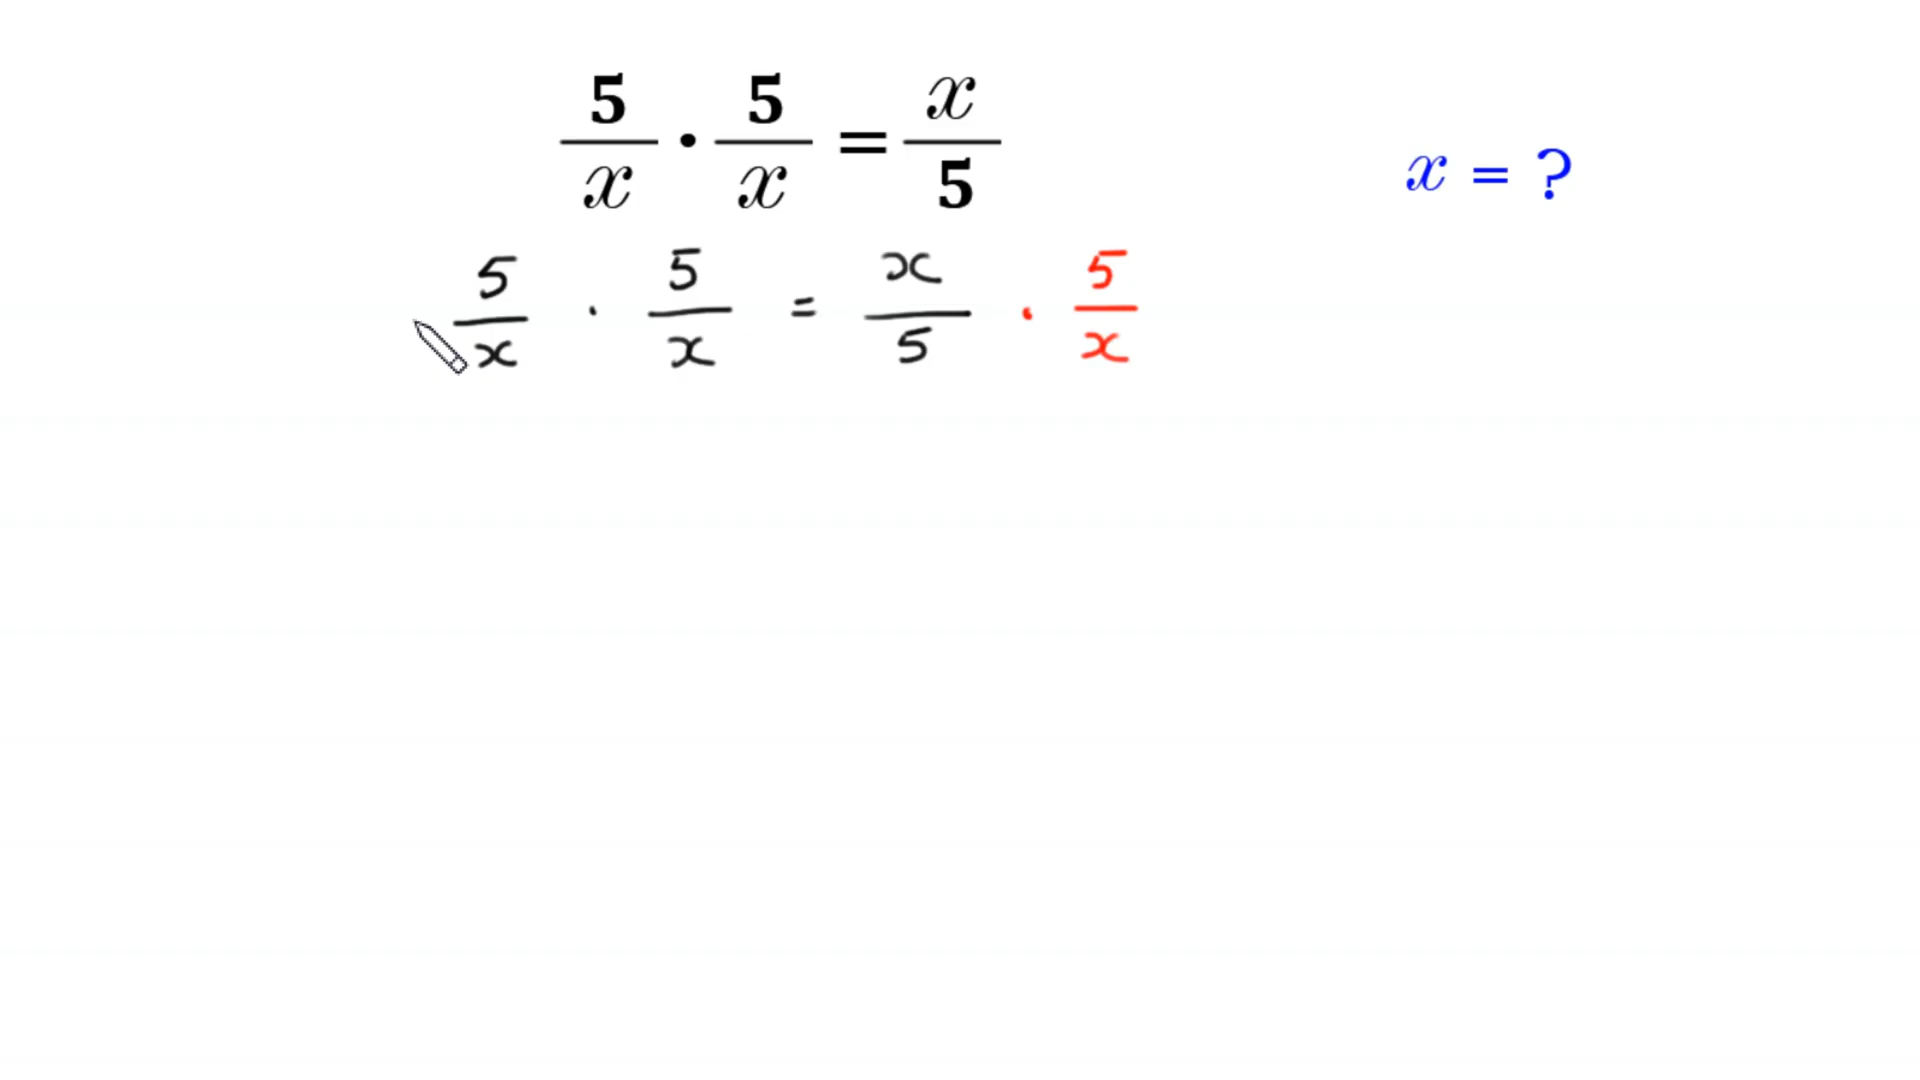 5/x · 5/x = x/5
x = ?
5/x · 5/x = x/5 · 5/x